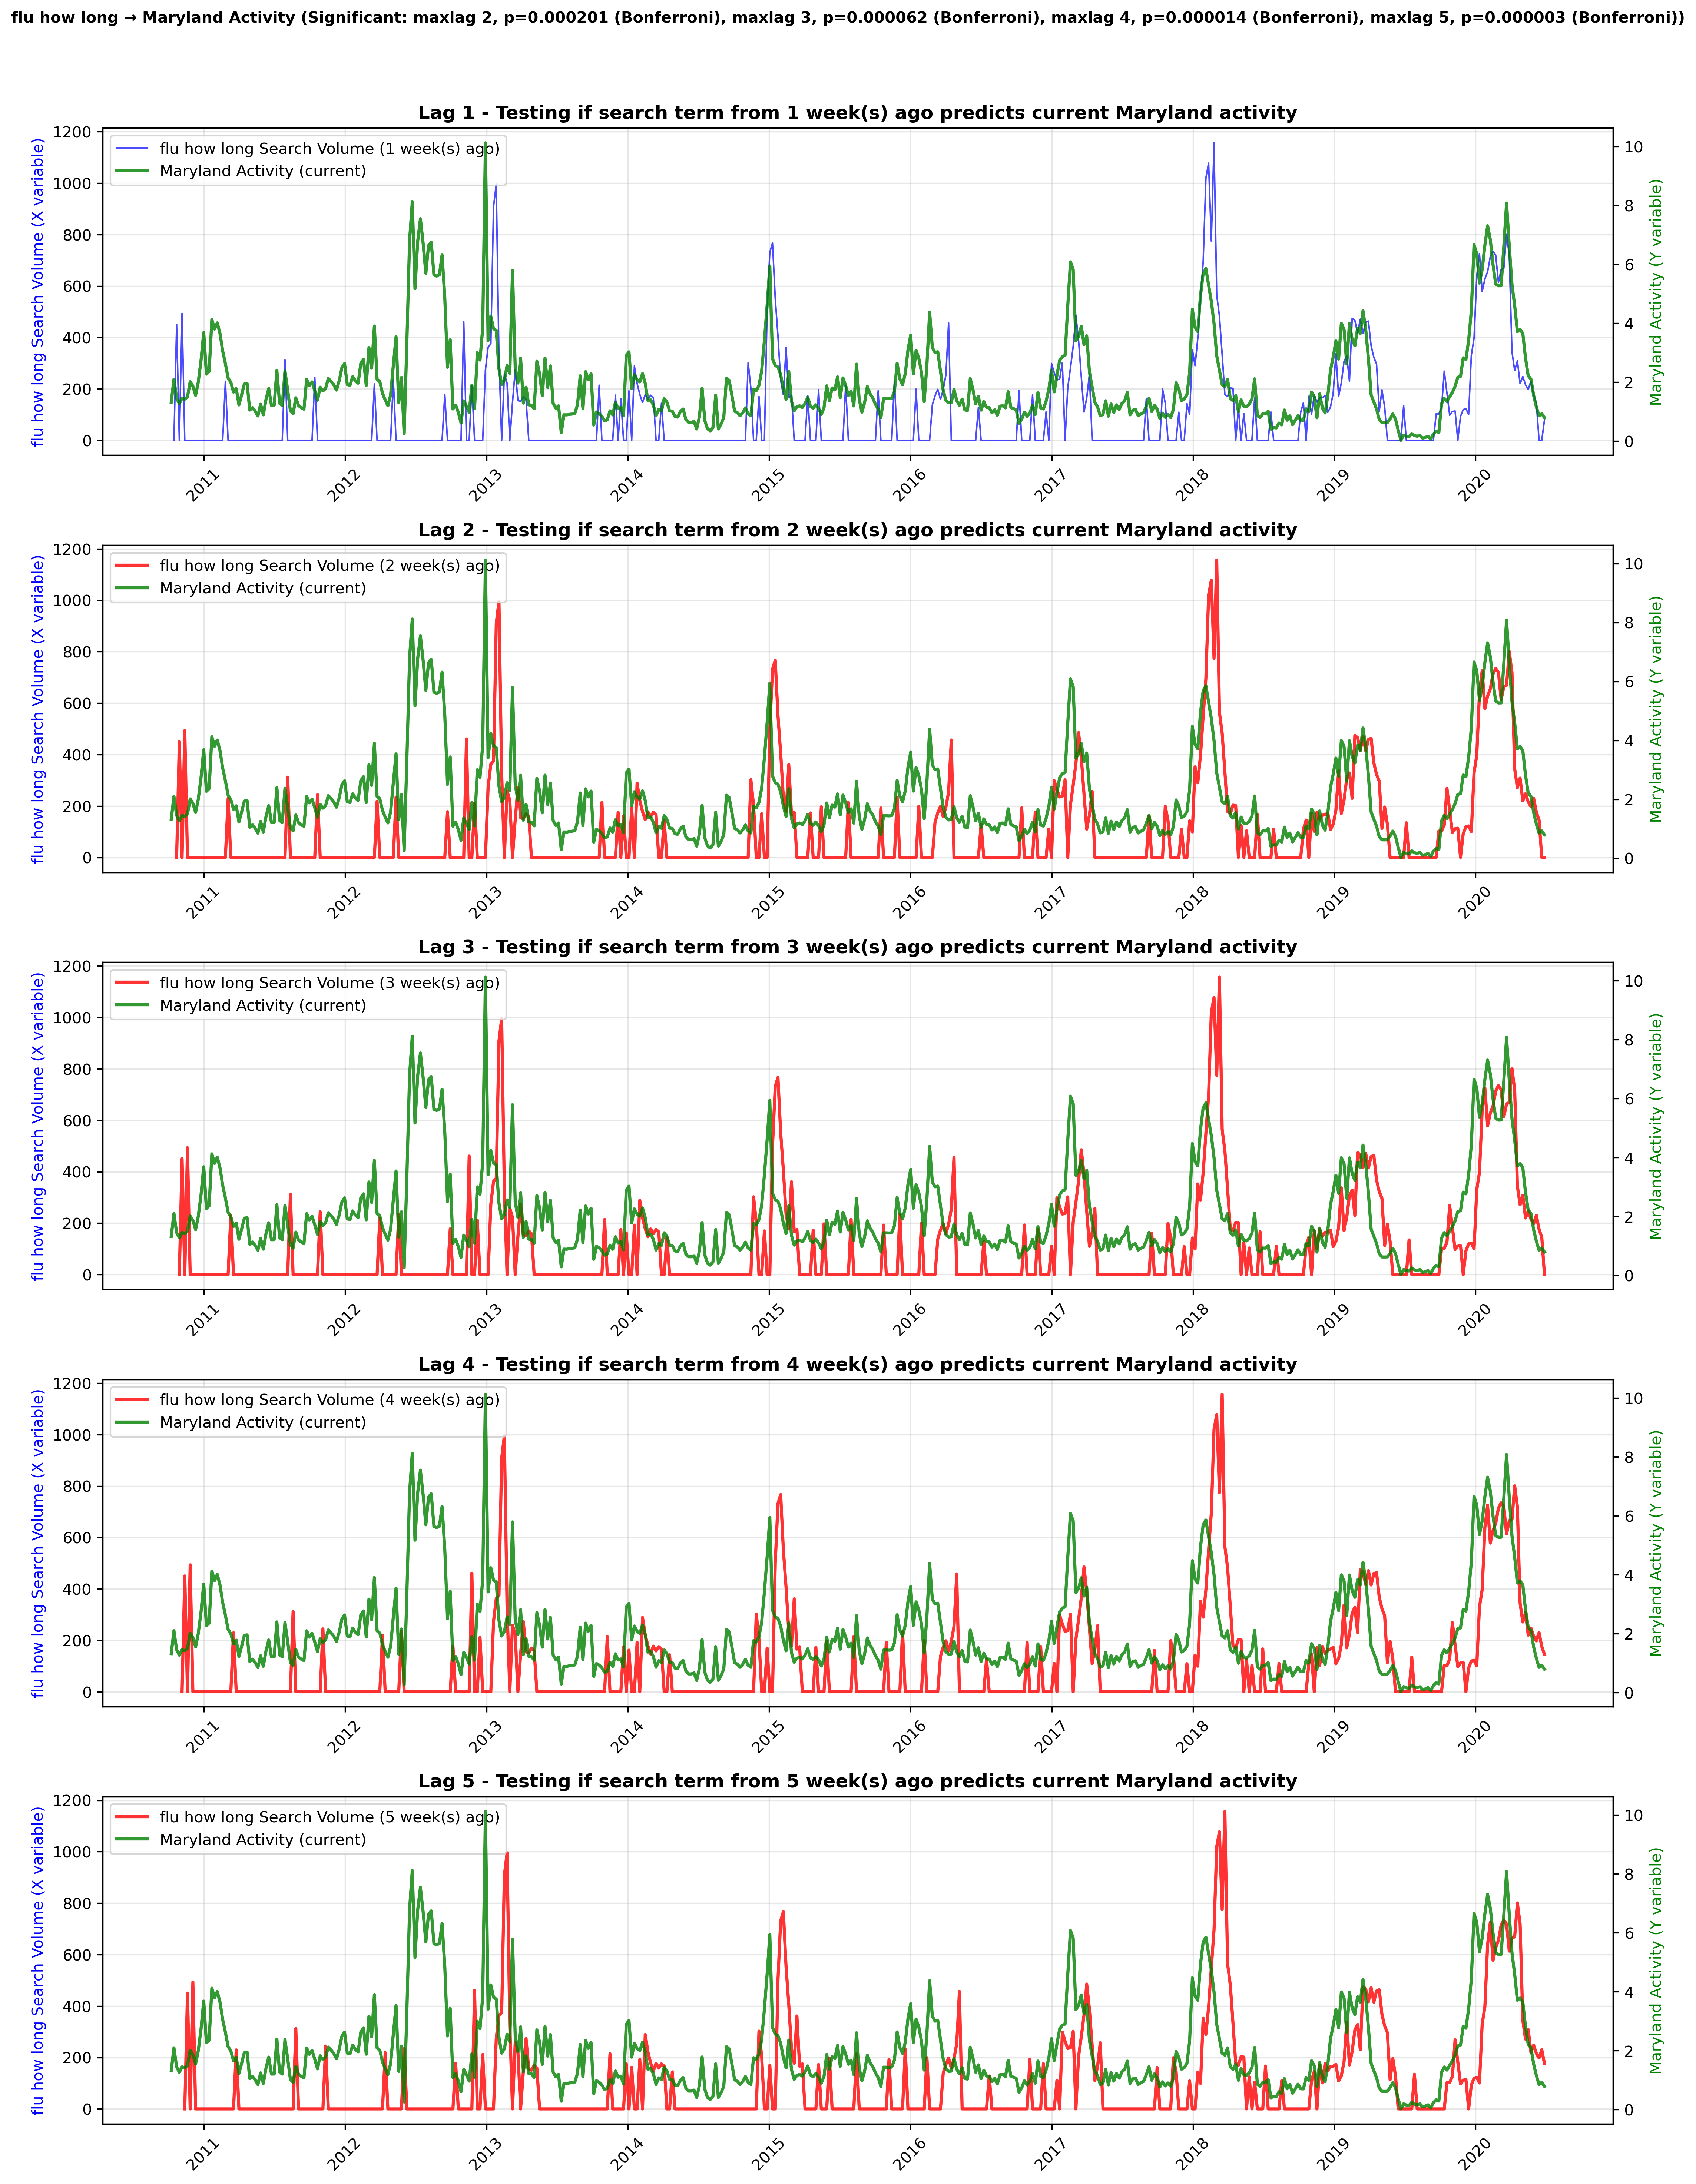 flu how long → Maryland Activity (Significant: maxlag 2, p=0.000201 (Bonferroni), maxlag 3, p=0.000062 (Bonferroni), maxlag 4, p=0.000014 (Bonferroni), maxlag 5, p=0.000003 (Bonferroni))
Lag 1 - Testing if search term from 1 week(s) ago predicts current Maryland activity
flu how long Search Volume (1 week(s) ago)
Maryland Activity (current)
flu how long Search Volume (X variable)
1200
1000
800
600
400
200
0
10
8
6
4
2
0
Maryland Activity (Y variable)
2011 2012 2013 2014 2015 2016 2017 2018 2019 2020
Lag 2 - Testing if search term from 2 week(s) ago predicts current Maryland activity
flu how long Search Volume (2 week(s) ago)
Maryland Activity (current)
flu how long Search Volume (X variable)
1200
1000
800
600
400
200
0
10
8
6
4
2
0
Maryland Activity (Y variable)
2011 2012 2013 2014 2015 2016 2017 2018 2019 2020
Lag 3 - Testing if search term from 3 week(s) ago predicts current Maryland activity
flu how long Search Volume (3 week(s) ago)
Maryland Activity (current)
flu how long Search Volume (X variable)
1200
1000
800
600
400
200
0
10
8
6
4
2
0
Maryland Activity (Y variable)
2011 2012 2013 2014 2015 2016 2017 2018 2019 2020
Lag 4 - Testing if search term from 4 week(s) ago predicts current Maryland activity
flu how long Search Volume (4 week(s) ago)
Maryland Activity (current)
flu how long Search Volume (X variable)
1200
1000
800
600
400
200
0
10
8
6
4
2
0
Maryland Activity (Y variable)
2011 2012 2013 2014 2015 2016 2017 2018 2019 2020
Lag 5 - Testing if search term from 5 week(s) ago predicts current Maryland activity
flu how long Search Volume (5 week(s) ago)
Maryland Activity (current)
flu how long Search Volume (X variable)
1200
1000
800
600
400
200
0
10
8
6
4
2
0
Maryland Activity (Y variable)
2011 2012 2013 2014 2015 2016 2017 2018 2019 2020